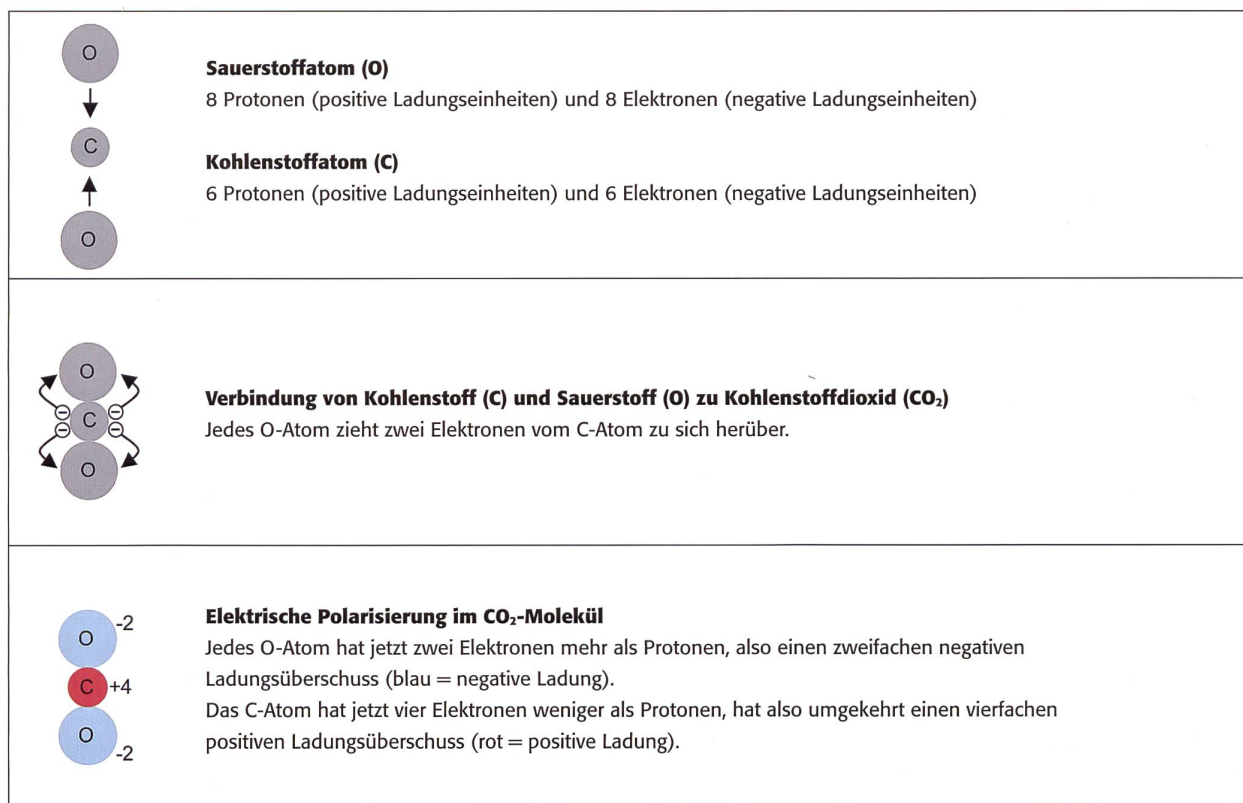 O
Sauerstoffatom (O)
8 Protonen (positive Ladungseinheiten) und 8 Elektronen (negative Ladungseinheiten)
C
Kohlenstoffatom (C)
6 Protonen (positive Ladungseinheiten) und 6 Elektronen (negative Ladungseinheiten)
O
O
C
O
Verbindung von Kohlenstoff (C) und Sauerstoff (O) zu Kohlenstoffdioxid (CO₂)
Jedes O-Atom zieht zwei Elektronen vom C-Atom zu sich herüber.
O -2
C +4
O -2
Elektrische Polarisierung im CO₂-Molekül
Jedes O-Atom hat jetzt zwei Elektronen mehr als Protonen, also einen zweifachen negativen
Ladungsüberschuss (blau = negative Ladung).
Das C-Atom hat jetzt vier Elektronen weniger als Protonen, hat also umgekehrt einen vierfachen
positiven Ladungsüberschuss (rot = positive Ladung).